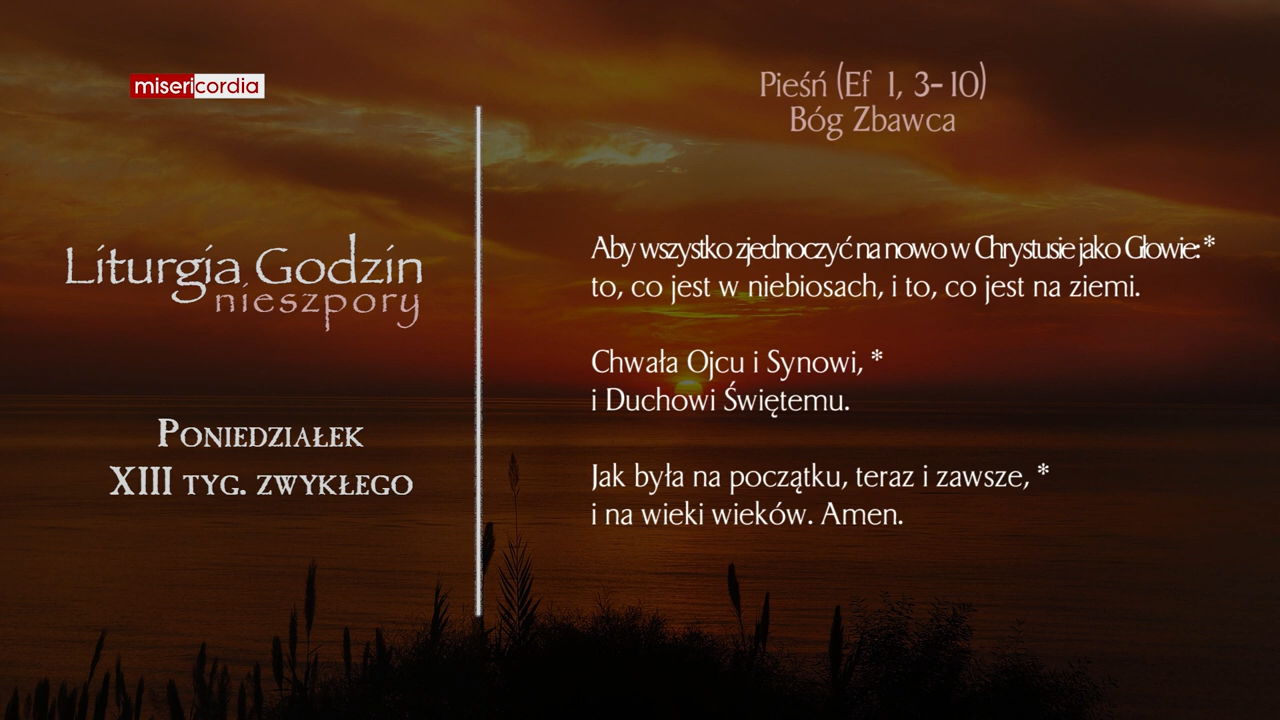 misericordia
Liturgia Godzin
nieszpory
Poniedziałek
XIII tyg. zwykłego
Pieśń (Ef 1, 3-10)
Bóg Zbawca
Aby wszystko zjednoczyć na nowo w Chrystusie jako Głowie: *
to, co jest w niebiosach, i to, co jest na ziemi.
Chwała Ojcu i Synowi, *
i Duchowi Świętemu.
Jak była na początku, teraz i zawsze, *
i na wieki wieków. Amen.